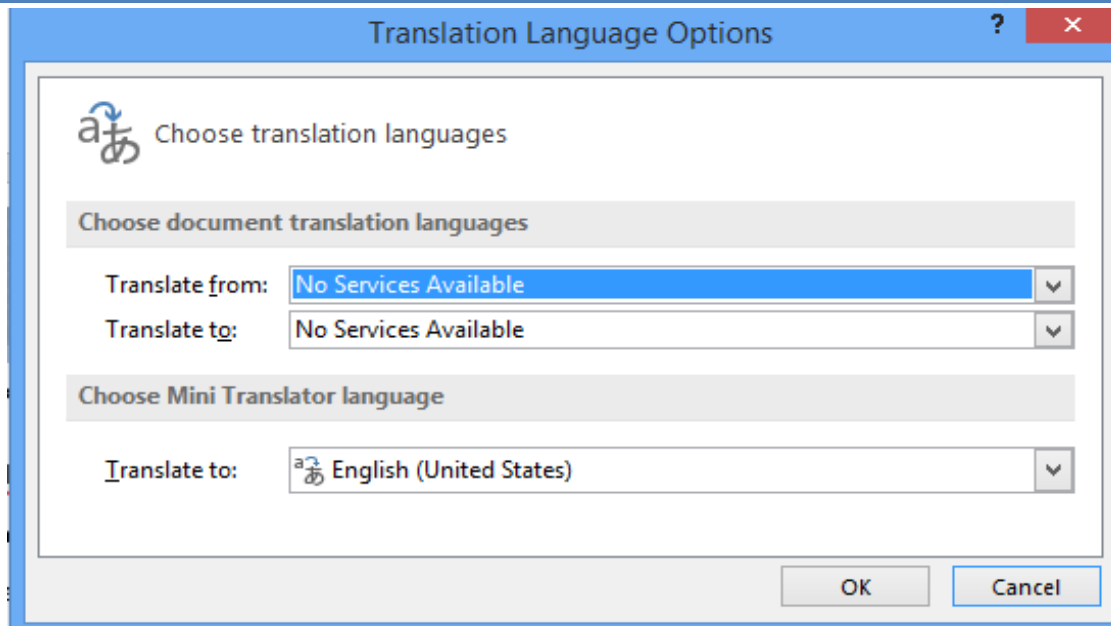 Translation Language Options
?
Choose translation languages
Choose document translation languages
Translate from: No Services Available
Translate to: No Services Available
Choose Mini Translator language
Translate to: English (United States)
OK Cancel